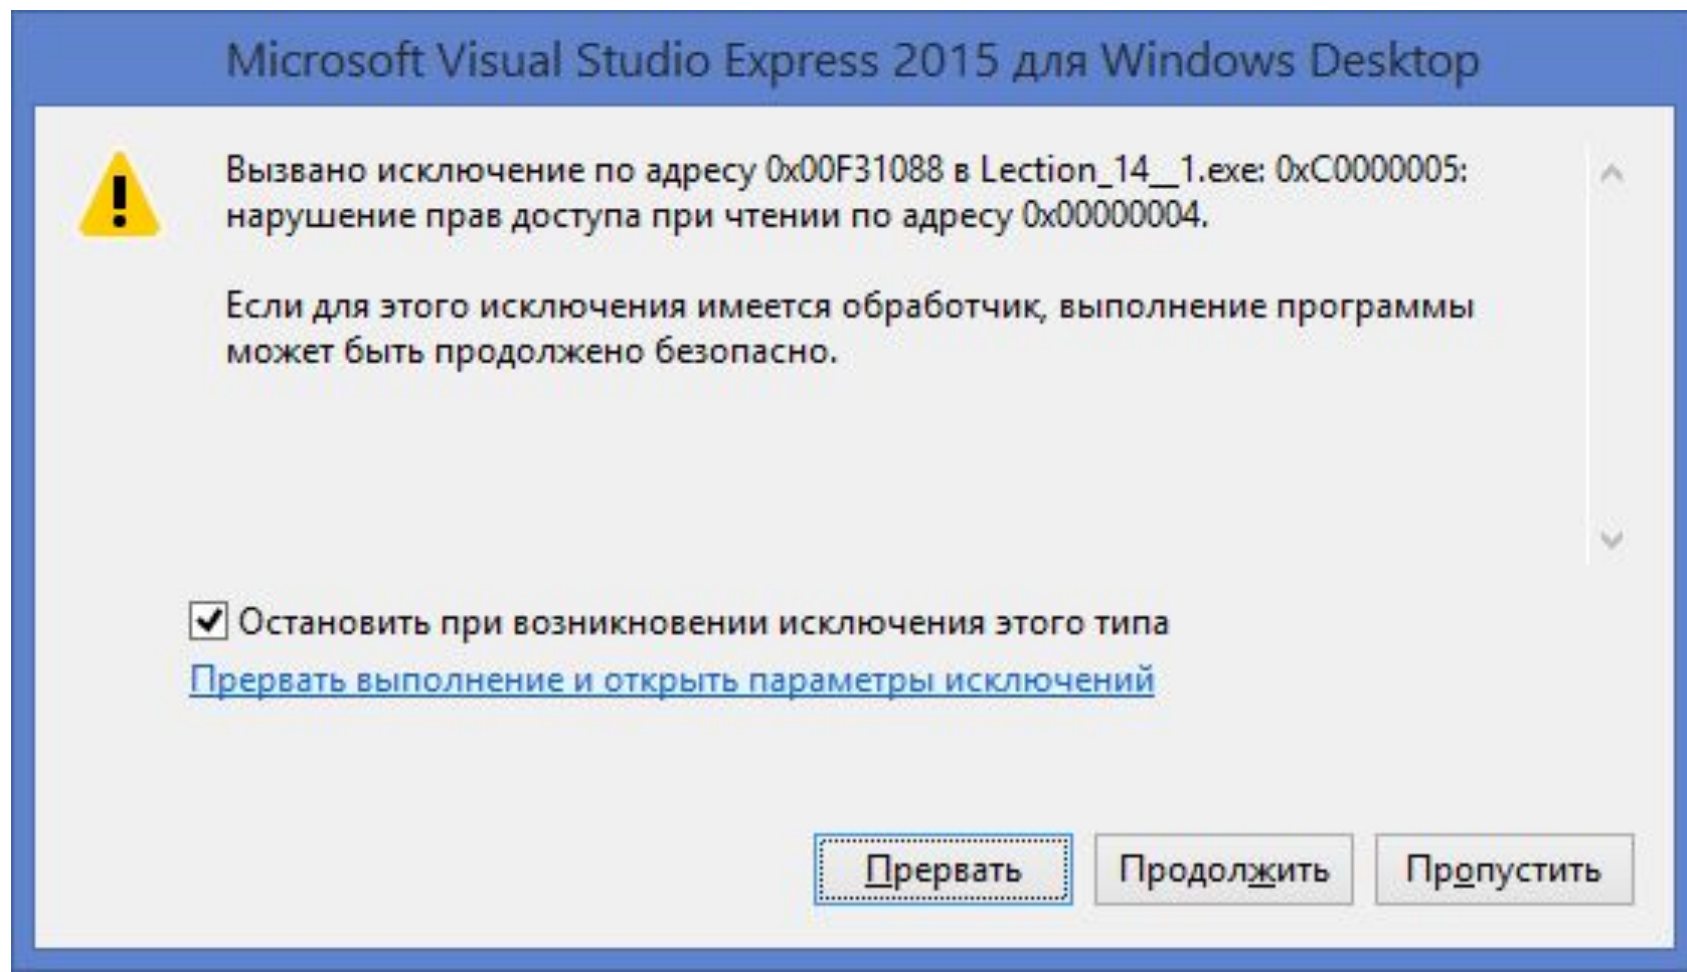 Microsoft Visual Studio Express 2015 для Windows Desktop
Вызвано исключение по адресу 0x00F31088 в Lection_14__1.exe: 0xC0000005:
нарушение прав доступа при чтении по адресу 0x00000004.
Если для этого исключения имеется обработчик, выполнение программы
может быть продолжено безопасно.
Остановить при возникновении исключения этого типа
Прервать выполнение и открыть параметры исключений
Прервать Продолжить Пропустить